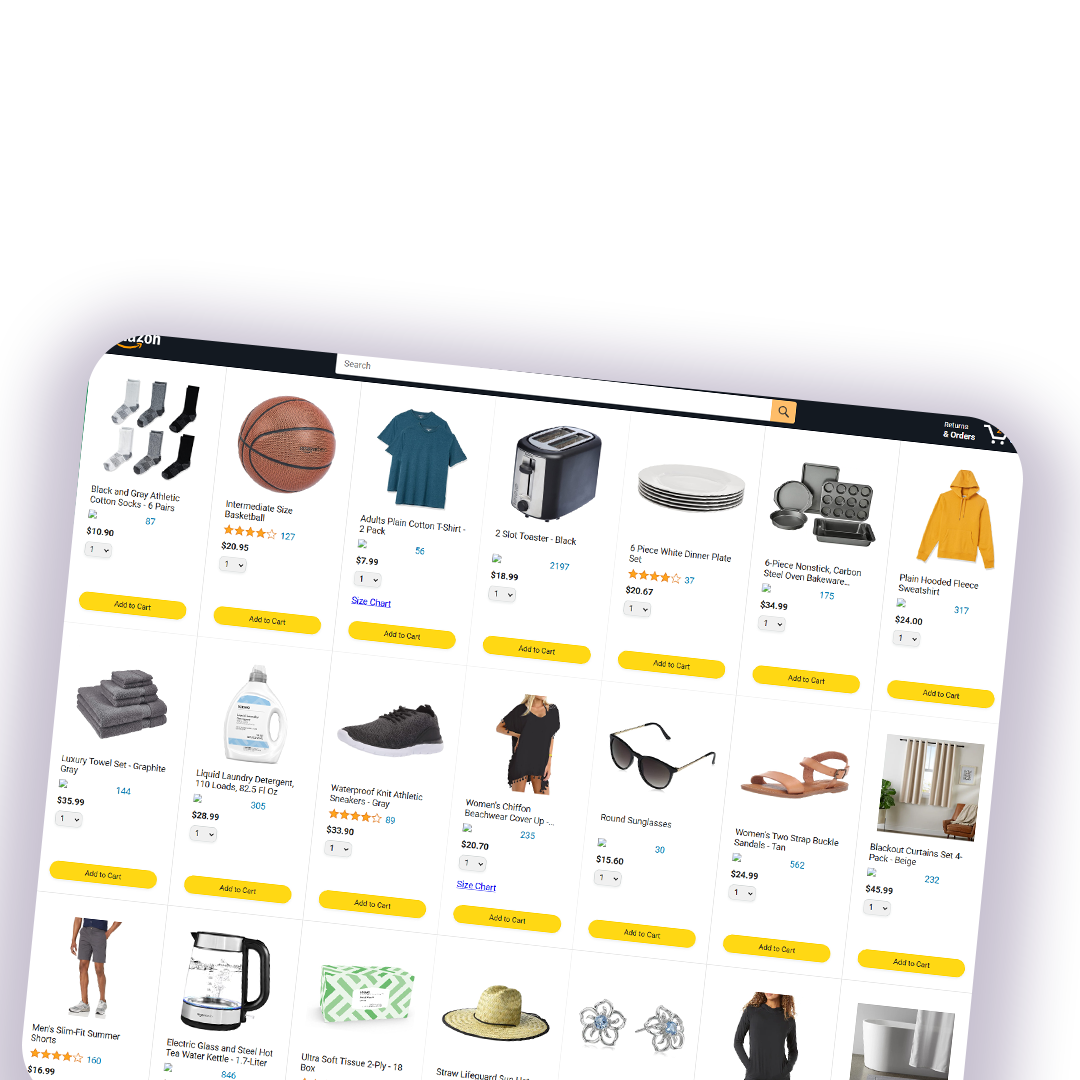 amazon
Search
Returns
& Orders
Black and Gray Athletic
Cotton Socks - 6 Pairs
87
$10.90
1
Add to Cart
Intermediate Size
Basketball
127
$20.95
1
Add to Cart
Adults Plain Cotton T-Shirt -
2 Pack
56
$7.99
1
Size Chart
Add to Cart
2 Slot Toaster - Black
2197
$18.99
1
Add to Cart
6 Piece White Dinner Plate
Set
37
$20.67
1
Add to Cart
6-Piece Nonstick, Carbon
Steel Oven Bakeware...
175
$34.99
1
Add to Cart
Plain Hooded Fleece
Sweatshirt
317
$24.00
1
Add to Cart
Luxury Towel Set - Graphite
Gray
144
$35.99
1
Add to Cart
Liquid Laundry Detergent,
110 Loads, 82.5 Fl Oz
305
$28.99
1
Add to Cart
Waterproof Knit Athletic
Sneakers - Gray
89
$33.90
1
Add to Cart
Women's Chiffon
Beachwear Cover Up -...
235
$20.70
1
Size Chart
Add to Cart
Round Sunglasses
30
$15.60
1
Add to Cart
Women's Two Strap Buckle
Sandals - Tan
562
$24.99
1
Add to Cart
Blackout Curtains Set 4-
Pack - Beige
232
$45.99
1
Add to Cart
Men's Slim-Fit Summer
Shorts
160
$16.99
Electric Glass and Steel Hot
Tea Water Kettle - 1.7-Liter
846
Ultra Soft Tissue 2-Ply - 18
Box
Straw Lifeguard Sun